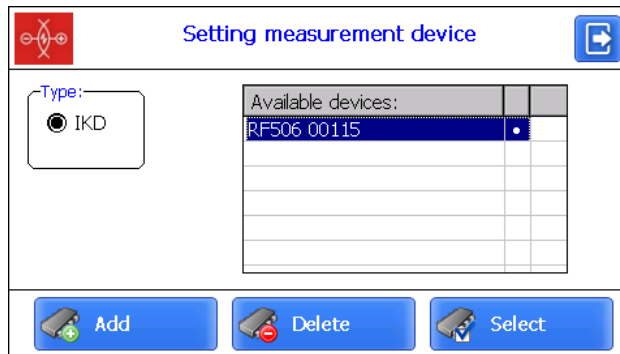 Setting measurement device
Type:
IKD
Available devices:
RF506 00115
Add
Delete
Select